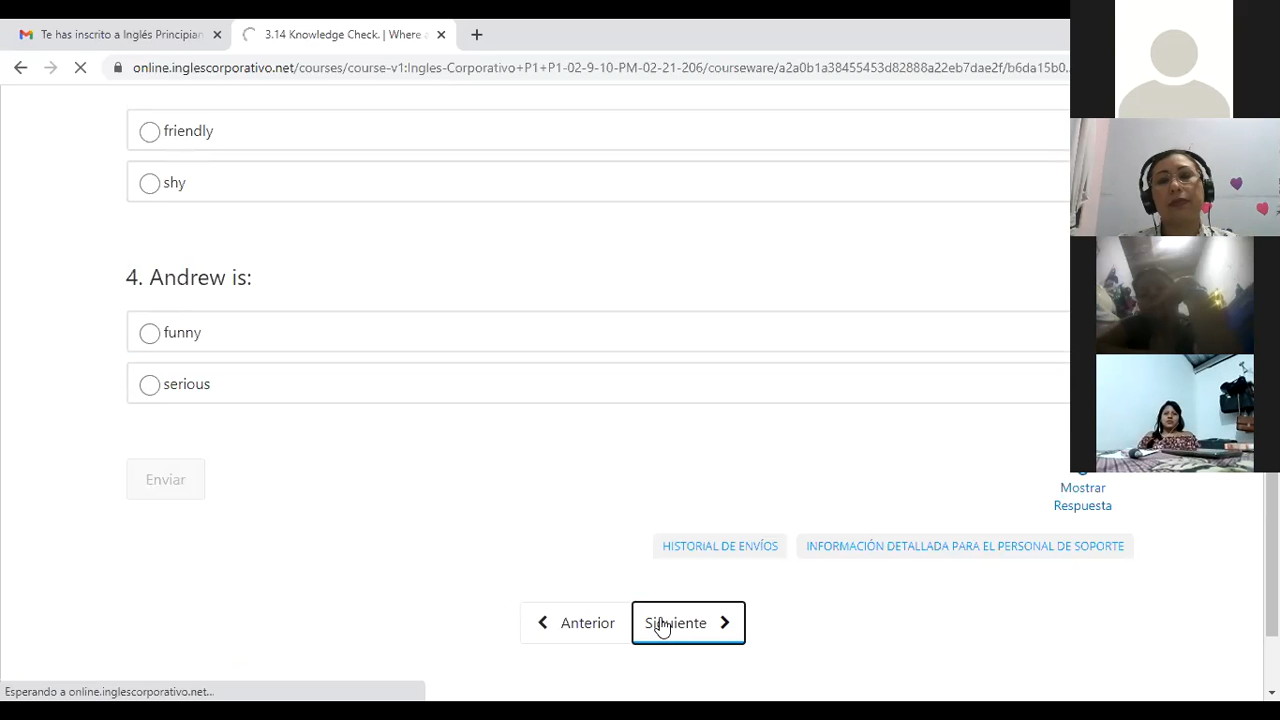 Te has inscrito a Inglés Principian
3.14 Knowledge Check. | Where
online.inglescorporativo.net/courses/course-v1:Ingles-Corporativo+P1+P1-02-9-10-PM-02-21-206/courseware/a2a0b1a38455453d82888a22eb7dae2f/b6da15b0...
friendly
shy
4. Andrew is:
funny
serious
Enviar
Mostrar
Respuesta
HISTORIAL DE ENVÍOS
INFORMACIÓN DETALLADA PARA EL PERSONAL DE SOPORTE
Anterior
Siguiente
Esperando a online.inglescorporativo.net...